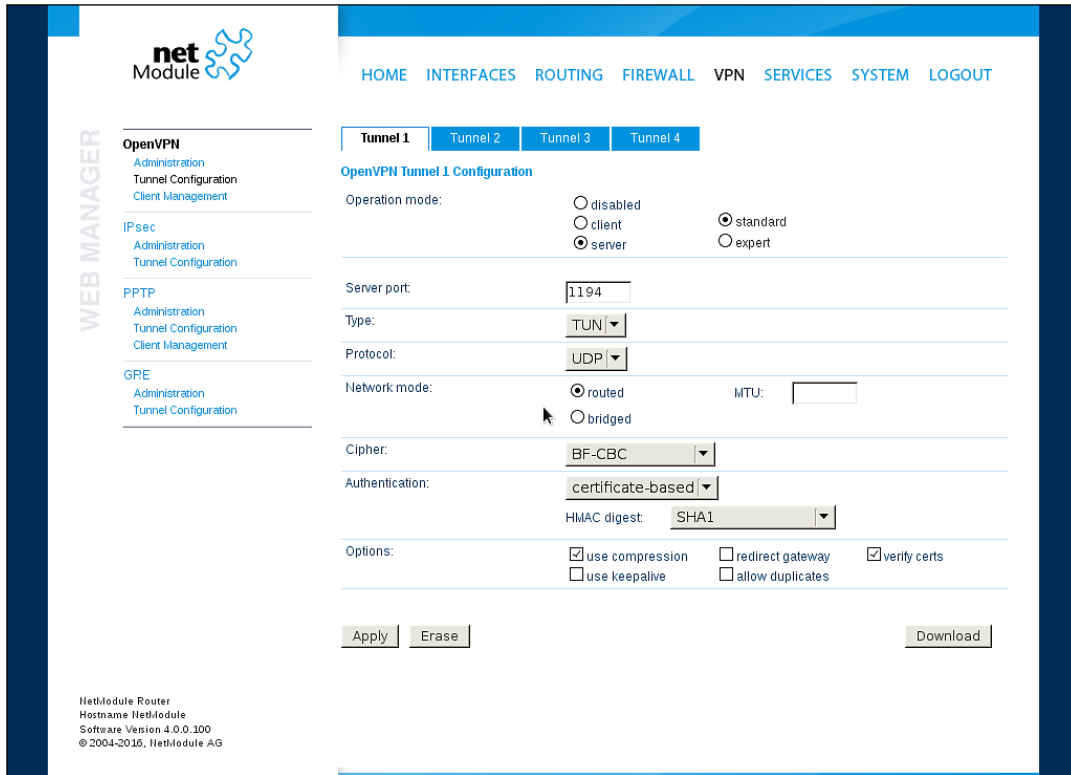 net
Module
HOME INTERFACES ROUTING FIREWALL VPN SERVICES SYSTEM LOGOUT
WEB MANAGER
OpenVPN
Administration
Tunnel Configuration
Client Management
IPsec
Administration
Tunnel Configuration
PPTP
Administration
Tunnel Configuration
Client Management
GRE
Administration
Tunnel Configuration
Tunnel 1 Tunnel 2 Tunnel 3 Tunnel 4
OpenVPN Tunnel 1 Configuration
Operation mode:
disabled
client
server
standard
expert
Server port: 1194
Type: TUN
Protocol: UDP
Network mode: routed MTU:
bridged
Cipher: BF-CBC
Authentication: certificate-based
HMAC digest: SHA1
Options: use compression redirect gateway verify certs
use keepalive allow duplicates
Apply Erase Download
NetModule Router
Hostname NetModule
Software Version 4.0.0.100
© 2004-2016, NetModule AG